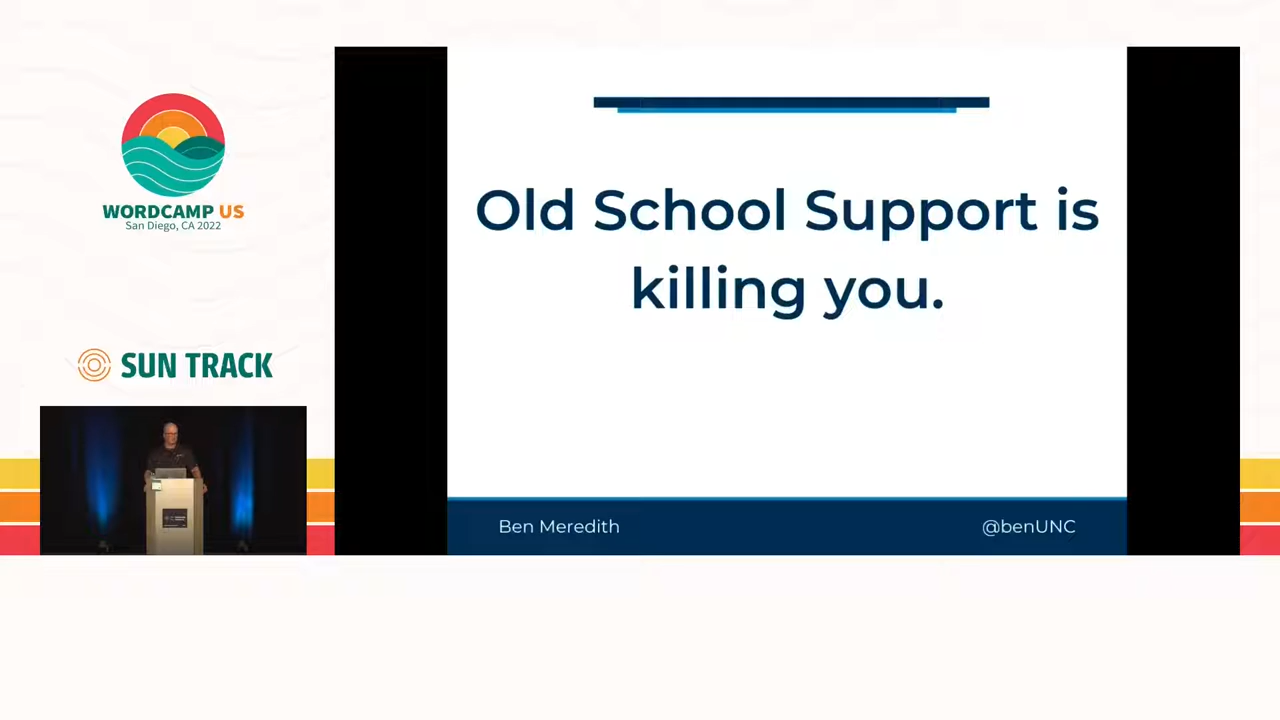 WORDCAMP US
San Diego, CA 2022
SUN TRACK
Old School Support is
killing you.
Ben Meredith
@benUNC